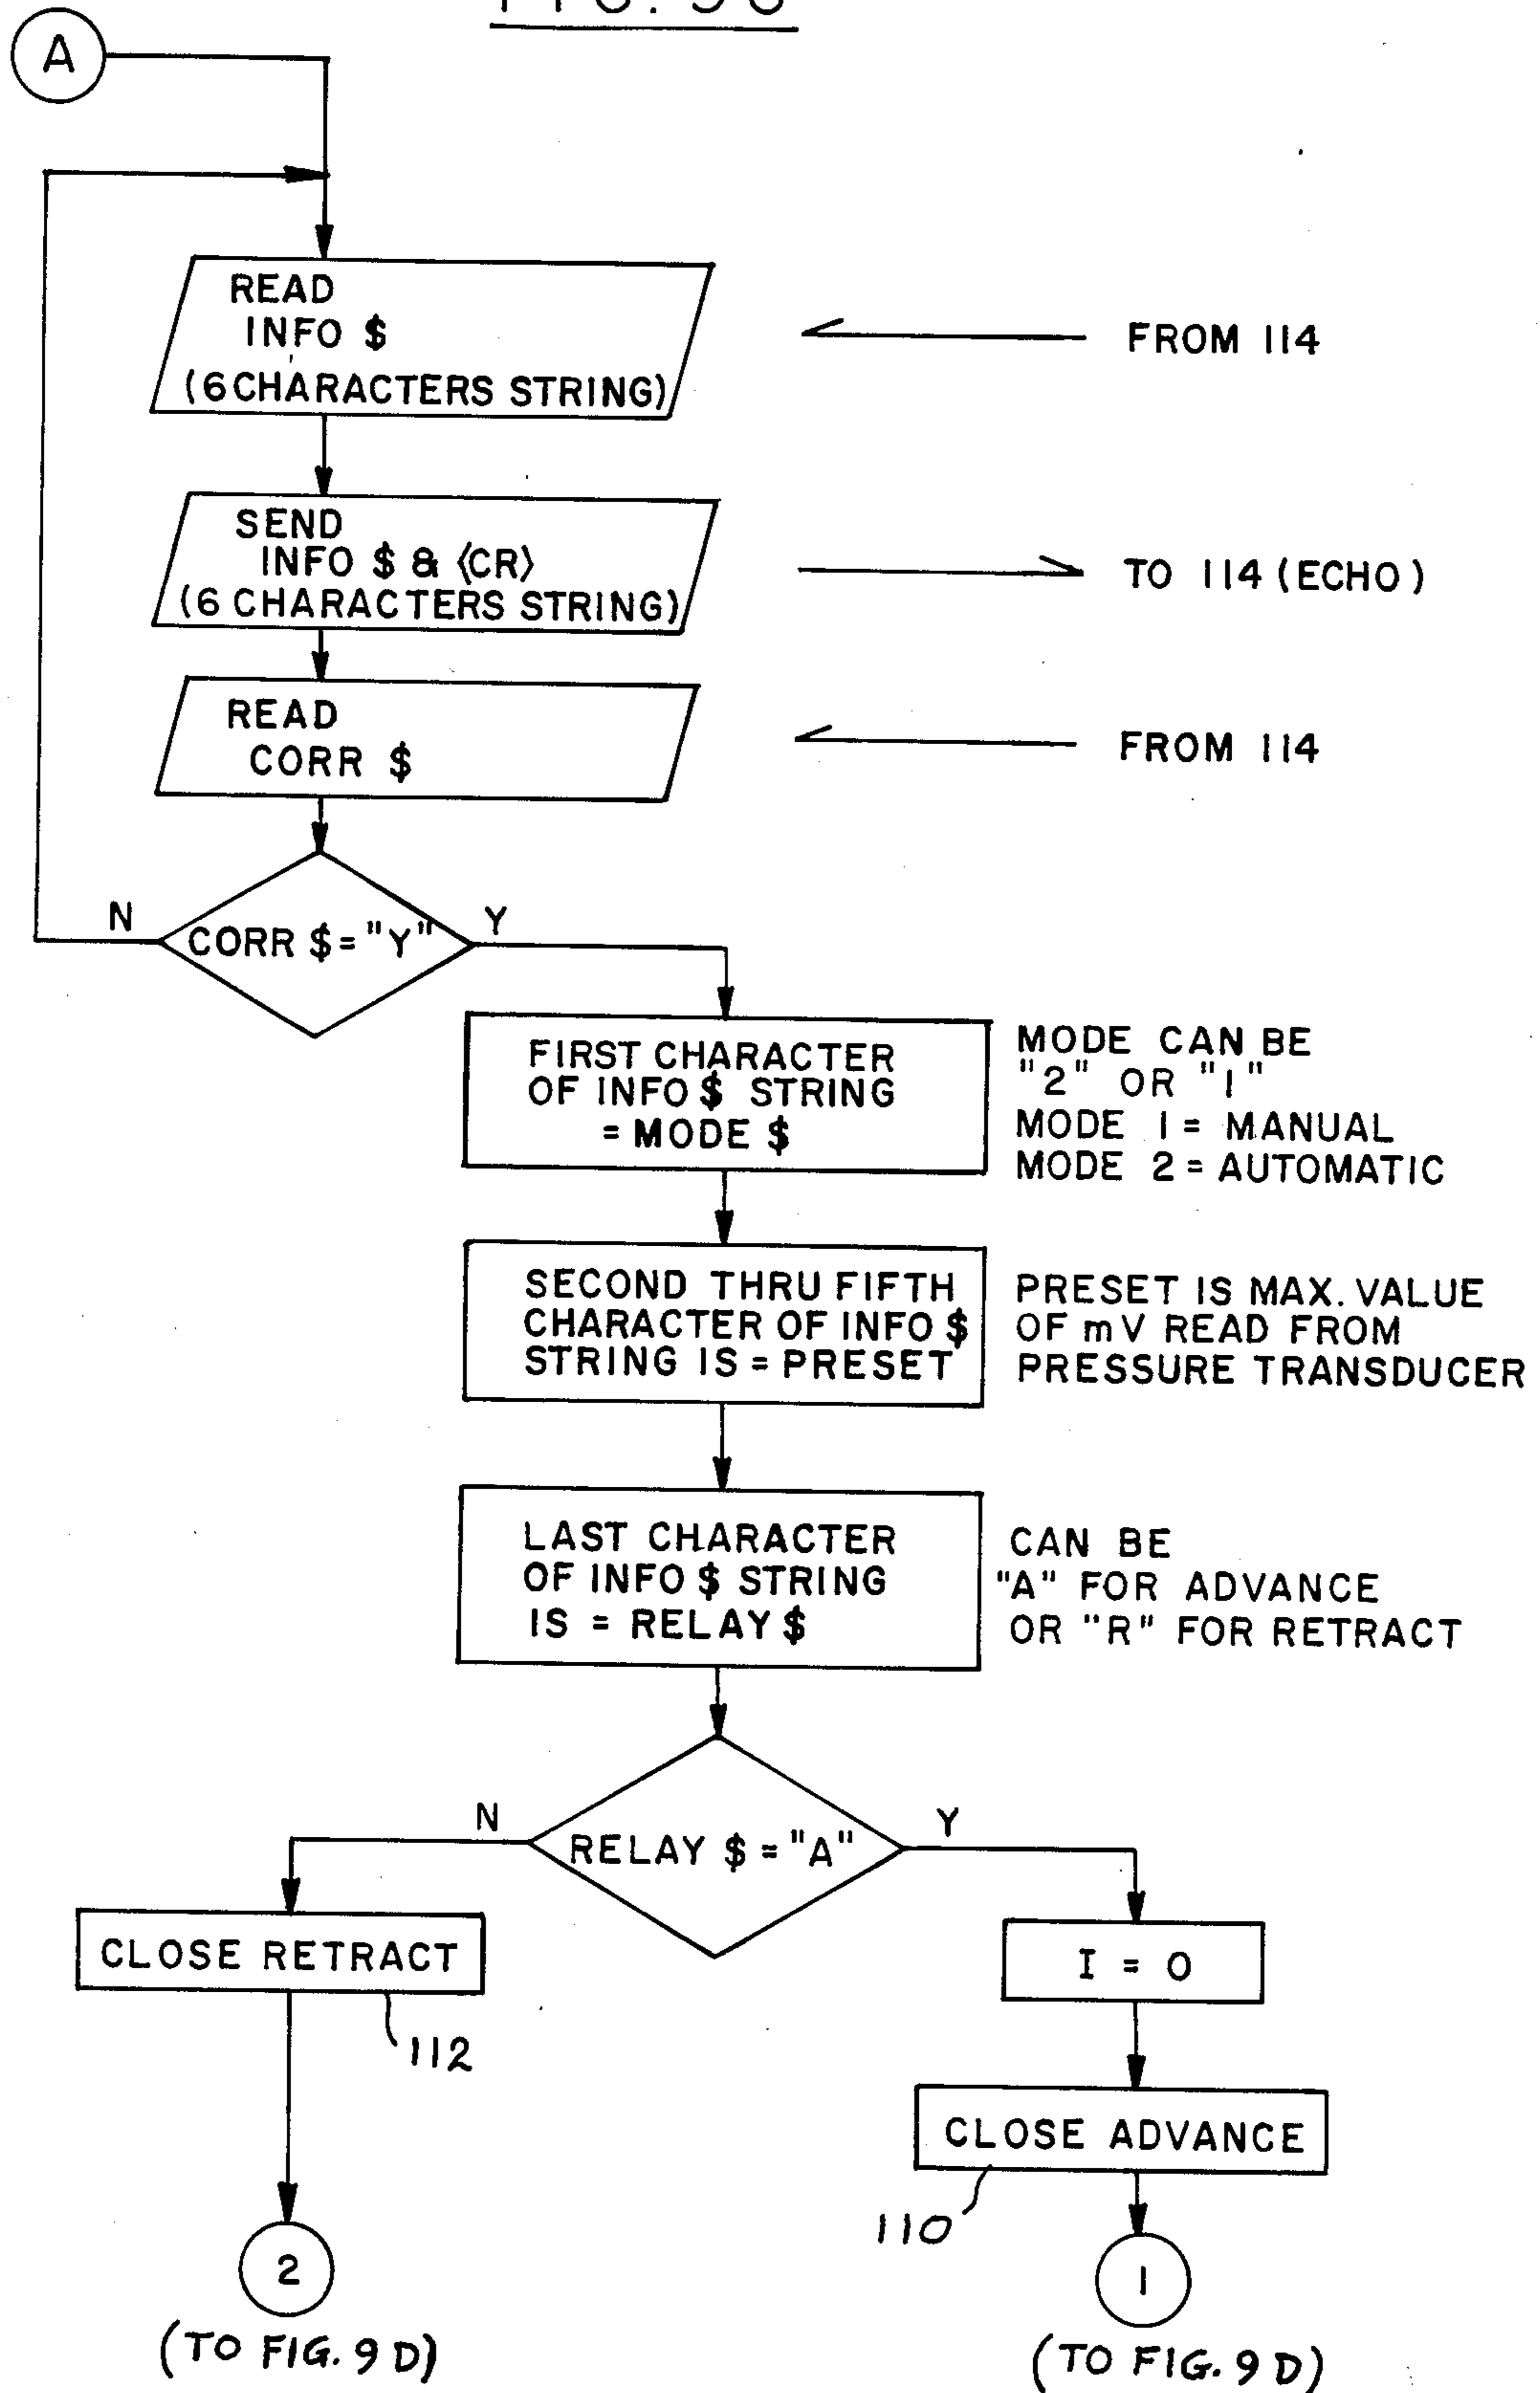 A
READ
INFO $
(6 CHARACTERS STRING)
FROM 114
SEND
INFO $ & ⟨CR⟩
(6 CHARACTERS STRING)
TO 114 (ECHO)
READ
CORR $
FROM 114
N
CORR $ = "Y"
Y
FIRST CHARACTER
OF INFO $ STRING
= MODE $
MODE CAN BE
"2" OR "1"
MODE 1 = MANUAL
MODE 2 = AUTOMATIC
SECOND THRU FIFTH
CHARACTER OF INFO $
STRING IS = PRESET
PRESET IS MAX. VALUE
OF mV READ FROM
PRESSURE TRANSDUCER
LAST CHARACTER
OF INFO $ STRING
IS = RELAY $
CAN BE
"A" FOR ADVANCE
OR "R" FOR RETRACT
N
RELAY $ = "A"
Y
CLOSE RETRACT
112
I = 0
CLOSE ADVANCE
110
2
(TO FIG. 9 D)
1
(TO FIG. 9 D)